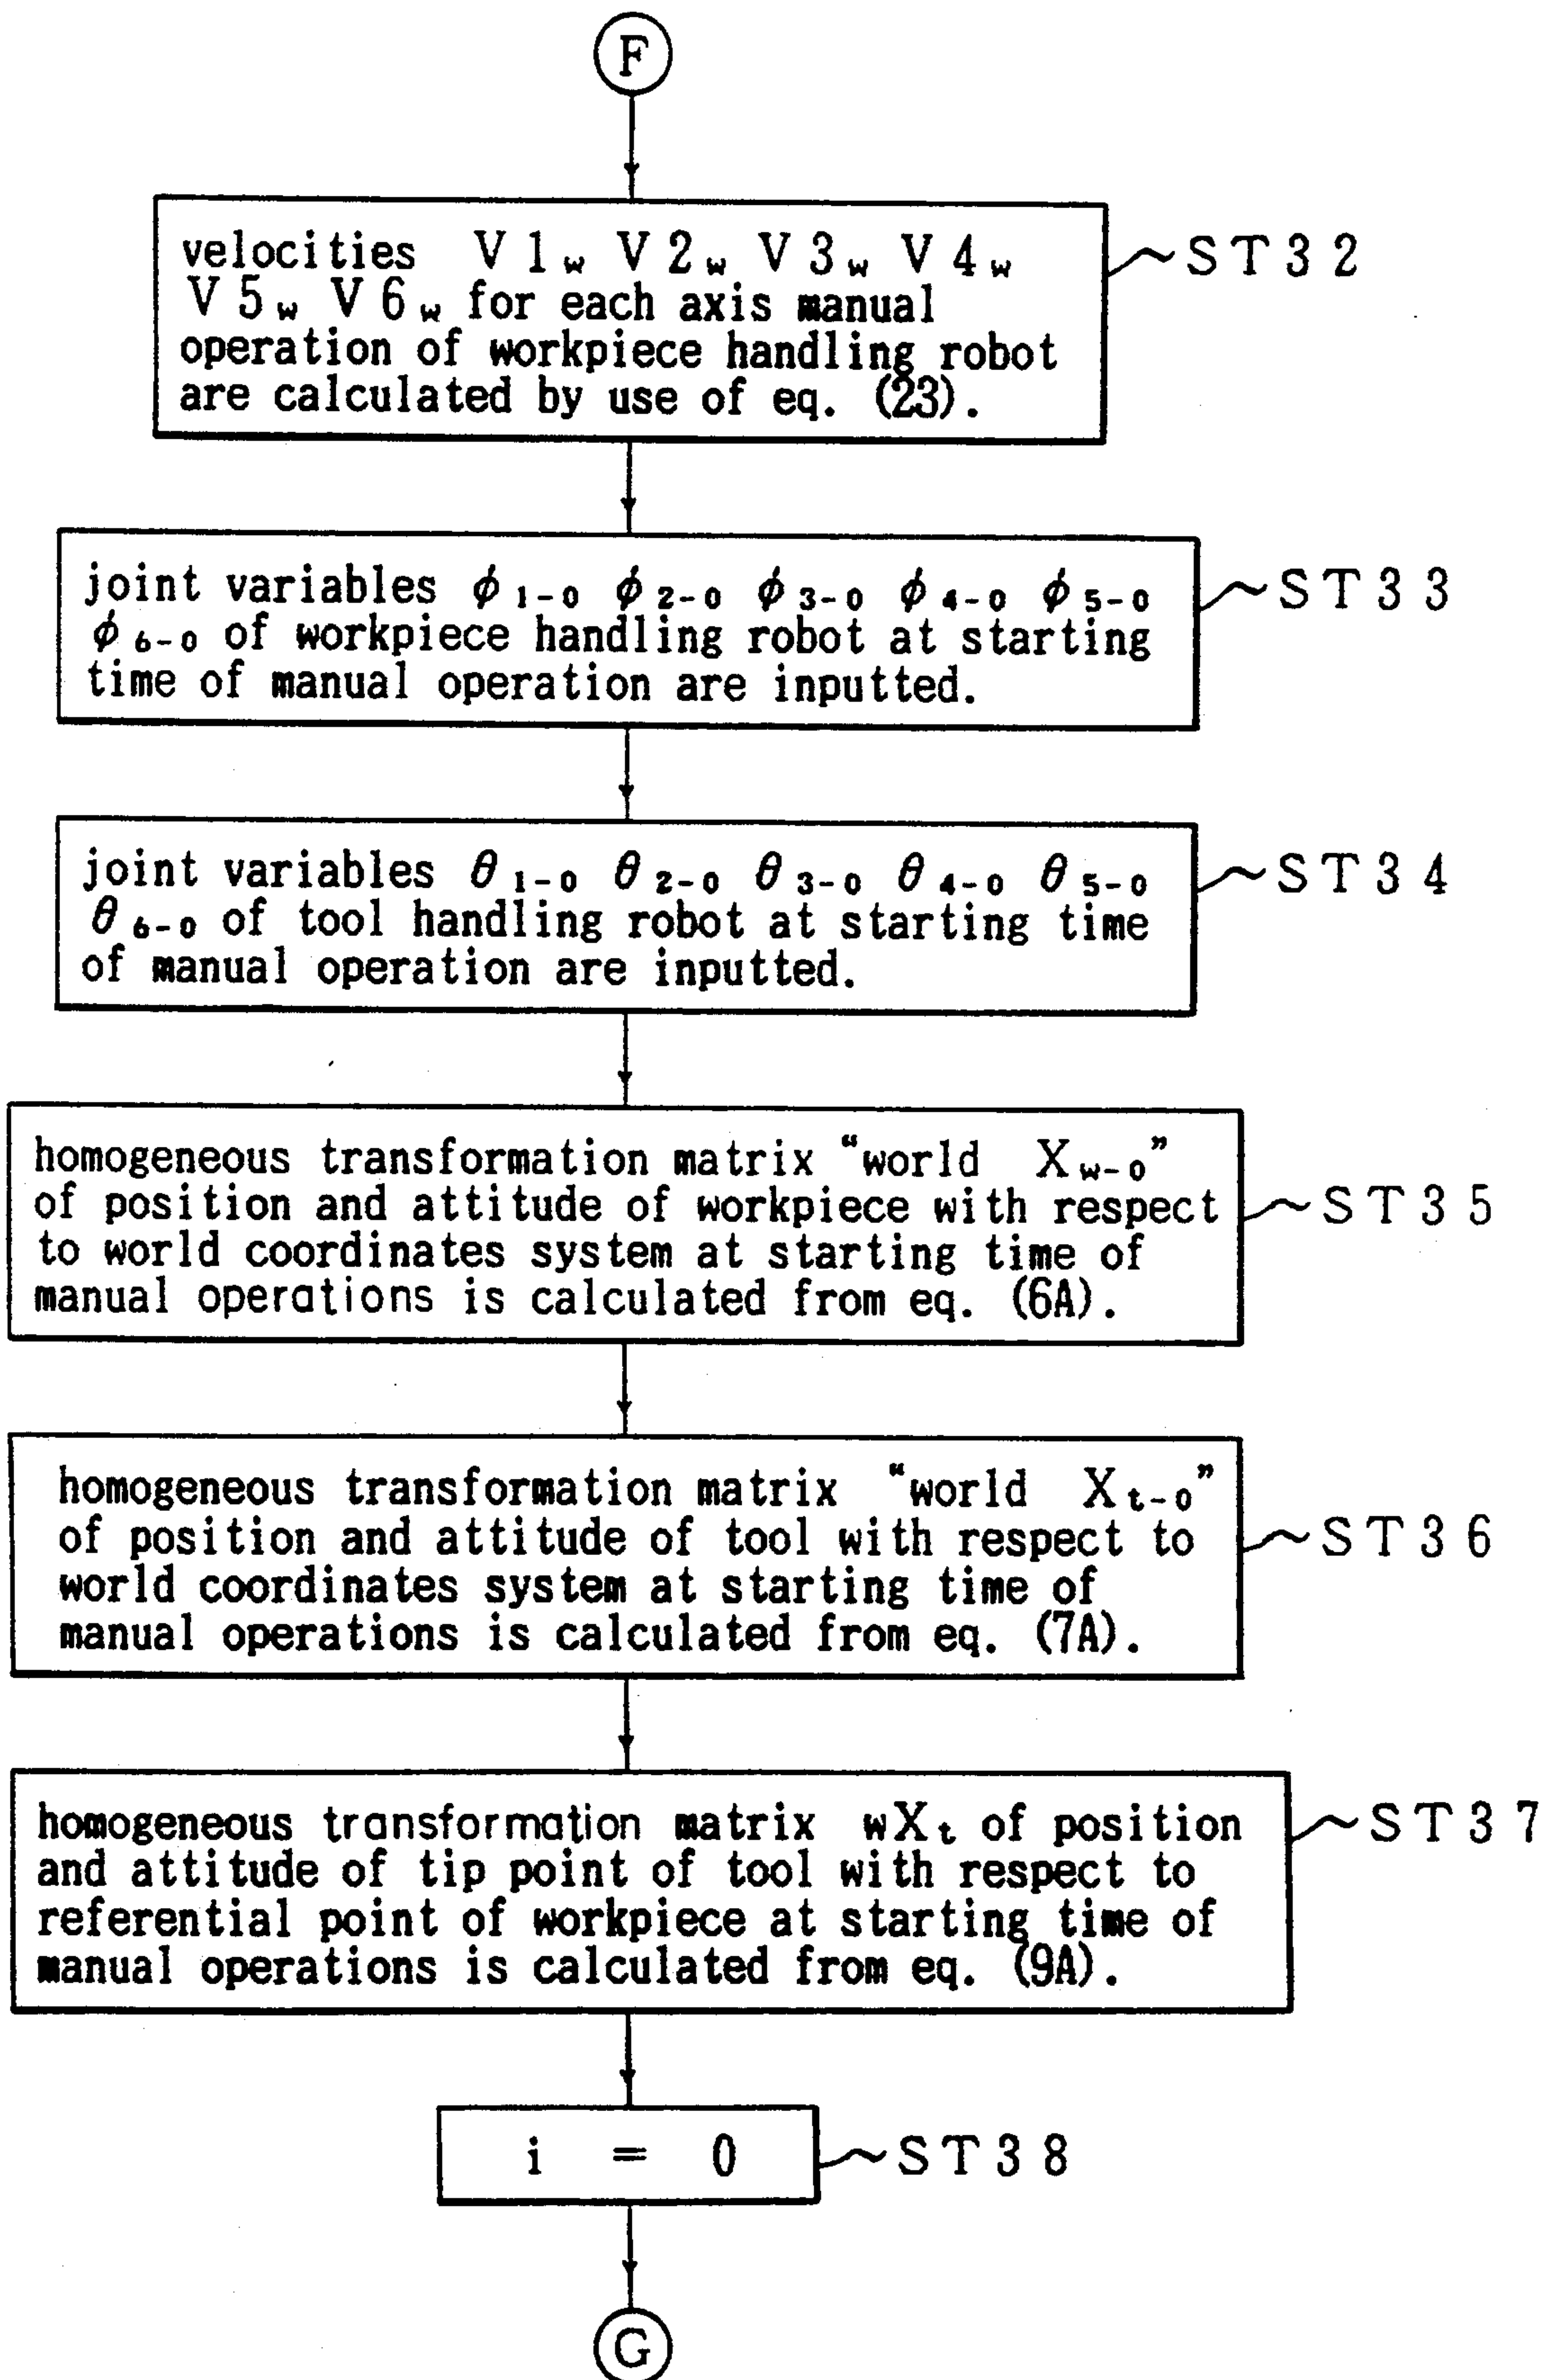 F
velocities V1w V2w V3w V4w ~ST32
V5w V6w for each axis manual
operation of workpiece handling robot
are calculated by use of eq. (23).
joint variables ϕ1-0 ϕ2-0 ϕ3-0 ϕ4-0 ϕ5-0 ~ST33
ϕ6-0 of workpiece handling robot at starting
time of manual operation are inputted.
joint variables θ1-0 θ2-0 θ3-0 θ4-0 θ5-0 ~ST34
θ6-0 of tool handling robot at starting time
of manual operation are inputted.
homogeneous transformation matrix “world Xw-0”
of position and attitude of workpiece with respect ~ST35
to world coordinates system at starting time of
manual operations is calculated from eq. (6A).
homogeneous transformation matrix “world Xt-0”
of position and attitude of tool with respect to ~ST36
world coordinates system at starting time of
manual operations is calculated from eq. (7A).
homogeneous transformation matrix wXt of position ~ST37
and attitude of tip point of tool with respect to
referential point of workpiece at starting time of
manual operations is calculated from eq. (9A).
i = 0 ~ST38
G